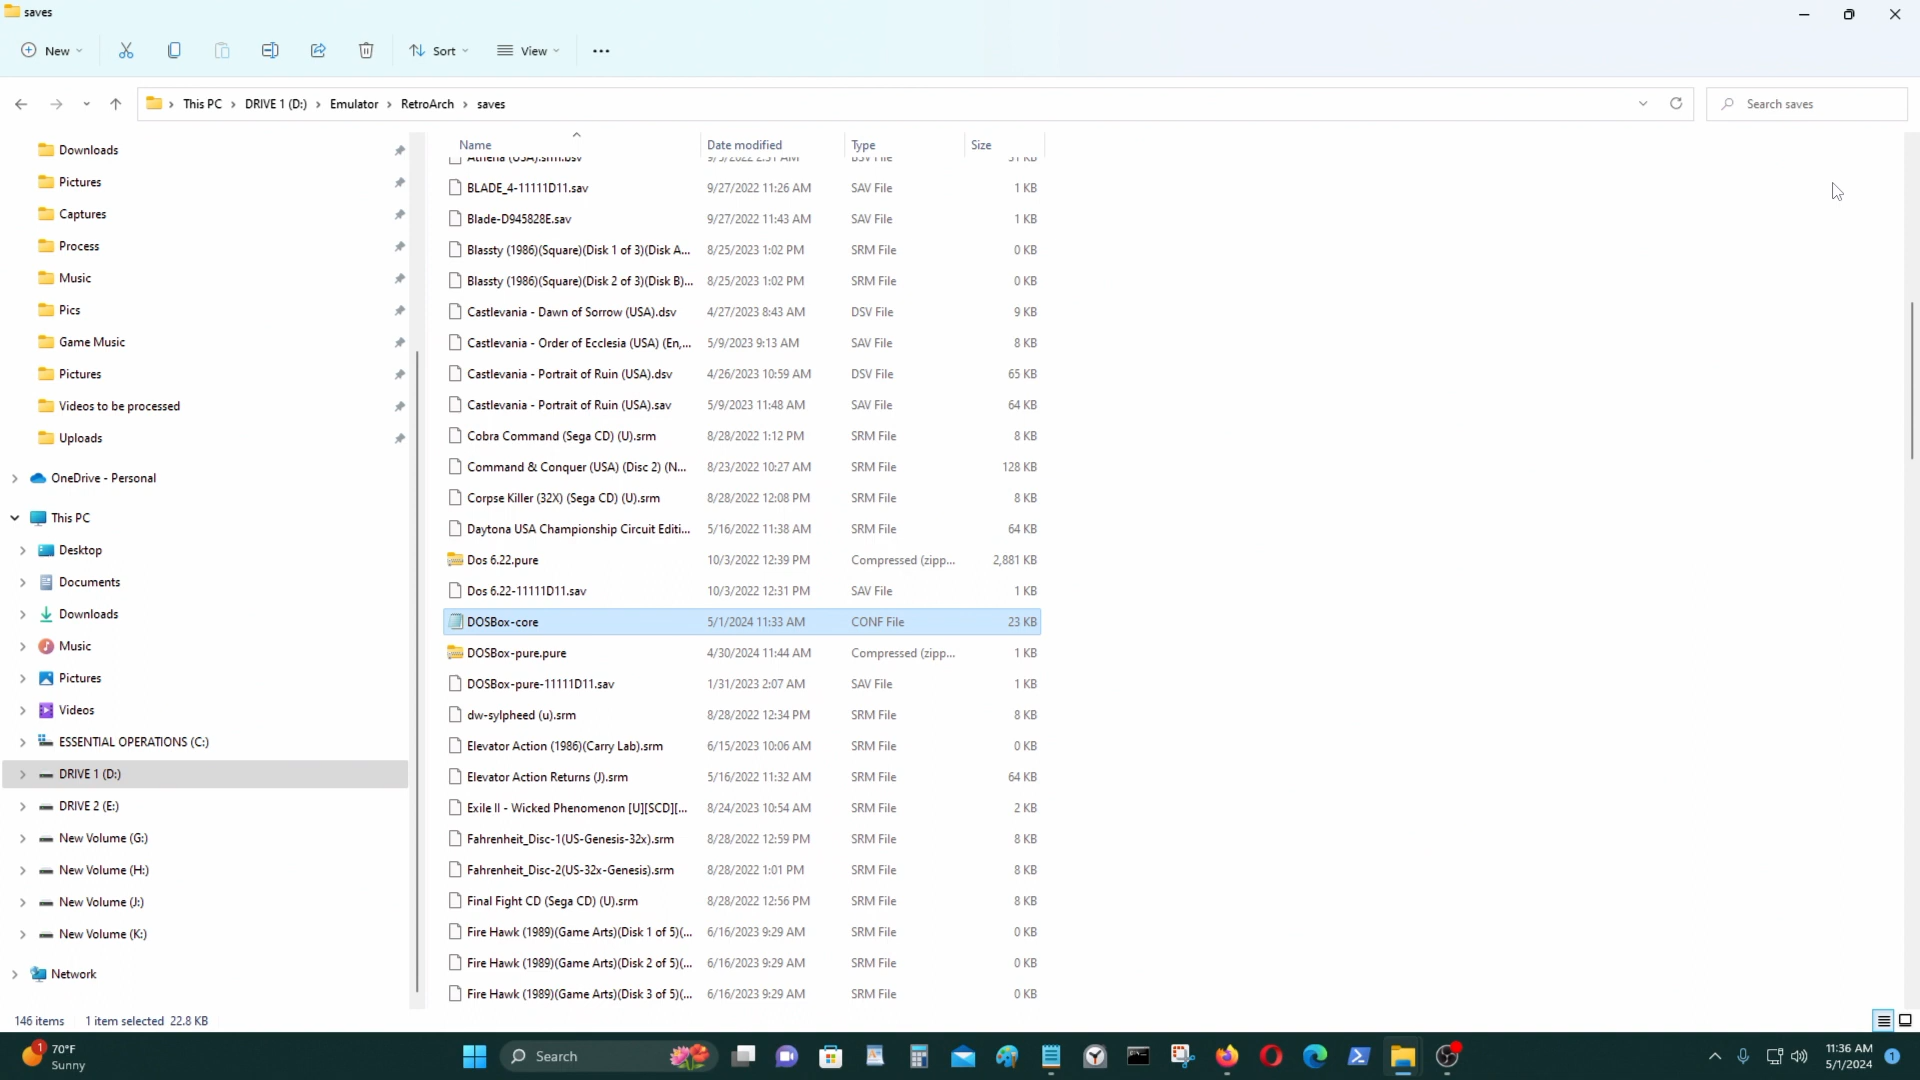 saves
New
Sort
View
This PC > DRIVE 1 (D:) > Emulator > RetroArch > saves
Search saves
Downloads
Pictures
Captures
Process
Music
Pics
Game Music
Pictures
Videos to be processed
Uploads
OneDrive - Personal
This PC
Desktop
Documents
Downloads
Music
Pictures
Videos
ESSENTIAL OPERATIONS (C:)
DRIVE 1 (D:)
DRIVE 2 (E:)
New Volume (G:)
New Volume (H:)
New Volume (J:)
New Volume (K:)
Network
Name Date modified Type Size
Athena (USA).srm.bsv 9/5/2022 2:51 AM BSV File 51 KB
BLADE_4-11111D11.sav 9/27/2022 11:26 AM SAV File 1 KB
Blade-D945828E.sav 9/27/2022 11:43 AM SAV File 1 KB
Blassty (1986)(Square)(Disk 1 of 3)(Disk A... 8/25/2023 1:02 PM SRM File 0 KB
Blassty (1986)(Square)(Disk 2 of 3)(Disk B)... 8/25/2023 1:02 PM SRM File 0 KB
Castlevania - Dawn of Sorrow (USA).dsv 4/27/2023 8:43 AM DSV File 9 KB
Castlevania - Order of Ecclesia (USA) (En,... 5/9/2023 9:13 AM SAV File 8 KB
Castlevania - Portrait of Ruin (USA).dsv 4/26/2023 10:59 AM DSV File 65 KB
Castlevania - Portrait of Ruin (USA).sav 5/9/2023 11:48 AM SAV File 64 KB
Cobra Command (Sega CD) (U).srm 8/28/2022 1:12 PM SRM File 8 KB
Command & Conquer (USA) (Disc 2) (N... 8/23/2022 10:27 AM SRM File 128 KB
Corpse Killer (32X) (Sega CD) (U).srm 8/28/2022 12:08 PM SRM File 8 KB
Daytona USA Championship Circuit Editi... 5/16/2022 11:38 AM SRM File 64 KB
Dos 6.22.pure 10/3/2022 12:39 PM Compressed (zipp... 2,881 KB
Dos 6.22-11111D11.sav 10/3/2022 12:31 PM SAV File 1 KB
DOSBox-core 5/1/2024 11:33 AM CONF File 23 KB
DOSBox-pure.pure 4/30/2024 11:44 AM Compressed (zipp... 1 KB
DOSBox-pure-11111D11.sav 1/31/2023 2:07 AM SAV File 1 KB
dw-sylpheed (u).srm 8/28/2022 12:34 PM SRM File 8 KB
Elevator Action (1986)(Carry Lab).srm 6/15/2023 10:06 AM SRM File 0 KB
Elevator Action Returns (J).srm 5/16/2022 11:32 AM SRM File 64 KB
Exile II - Wicked Phenomenon [U][SCD][... 8/24/2023 10:54 AM SRM File 2 KB
Fahrenheit_Disc-1(US-Genesis-32x).srm 8/28/2022 12:59 PM SRM File 8 KB
Fahrenheit_Disc-2(US-32x-Genesis).srm 8/28/2022 1:01 PM SRM File 8 KB
Final Fight CD (Sega CD) (U).srm 8/28/2022 12:56 PM SRM File 8 KB
Fire Hawk (1989)(Game Arts)(Disk 1 of 5)(... 6/16/2023 9:29 AM SRM File 0 KB
Fire Hawk (1989)(Game Arts)(Disk 2 of 5)(... 6/16/2023 9:29 AM SRM File 0 KB
Fire Hawk (1989)(Game Arts)(Disk 3 of 5)(... 6/16/2023 9:29 AM SRM File 0 KB
146 items 1 item selected 22.8 KB
1
70°F
Sunny
Search
11:36 AM
5/1/2024
1